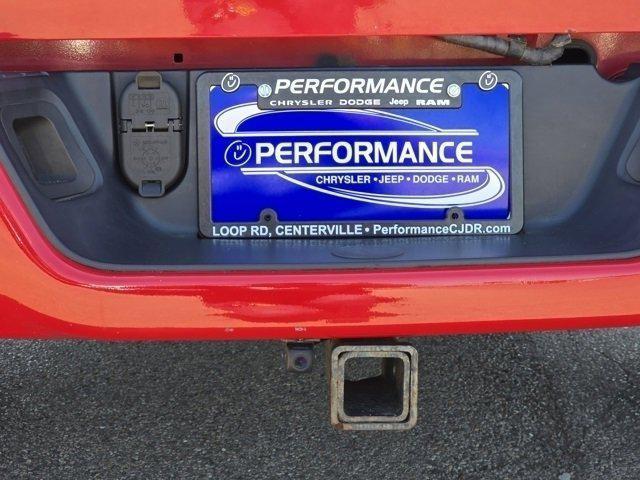 PERFORMANCE
CHRYSLER DODGE Jeep RAM
PERFORMANCE
CHRYSLER • JEEP • DODGE • RAM
LOOP RD, CENTERVILLE • PerformanceCJDR.com